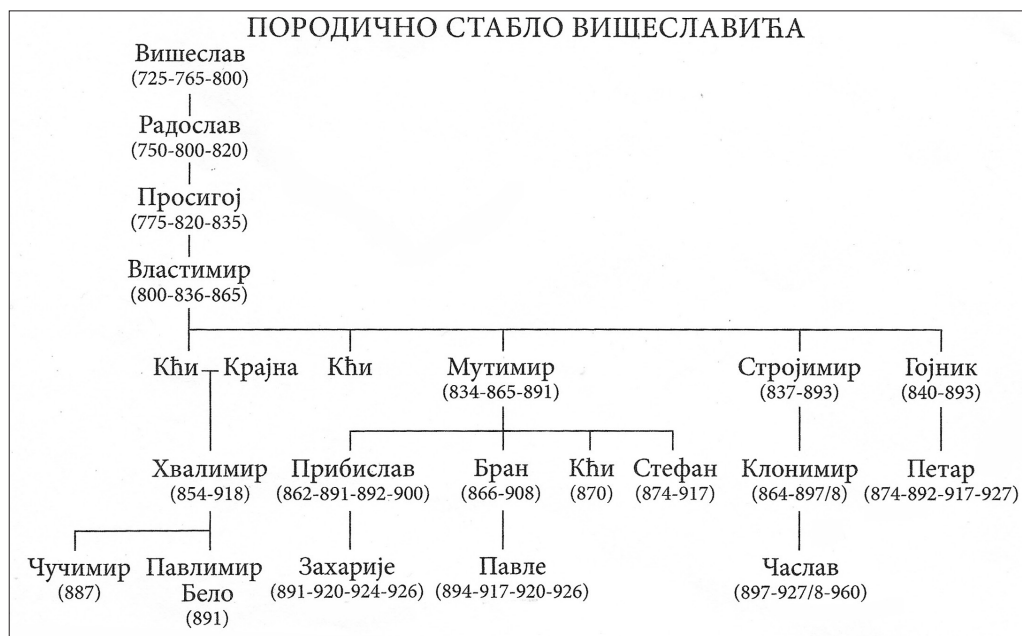 ПОРОДИЧНО СТАБЛО ВИШЕСЛАВИЋА
Вишеслав
(725-765-800)
Радослав
(750-800-820)
Просигој
(775-820-835)
Властимир
(800-836-865)
Кћи Крајна Кћи Мутимир Стројимир Гојник
(834-865-891) (837-893) (840-893)
Хвалимир Прибислав Бран Кћи Стефан Клонимир Петар
(854-918) (862-891-892-900) (866-908) (870) (874-917) (864-897/8) (874-892-917-927)
Чучимир Павлимир Захарије Павле Часлав
(887) Бело (891-920-924-926) (894-917-920-926) (897-927/8-960)
(891)